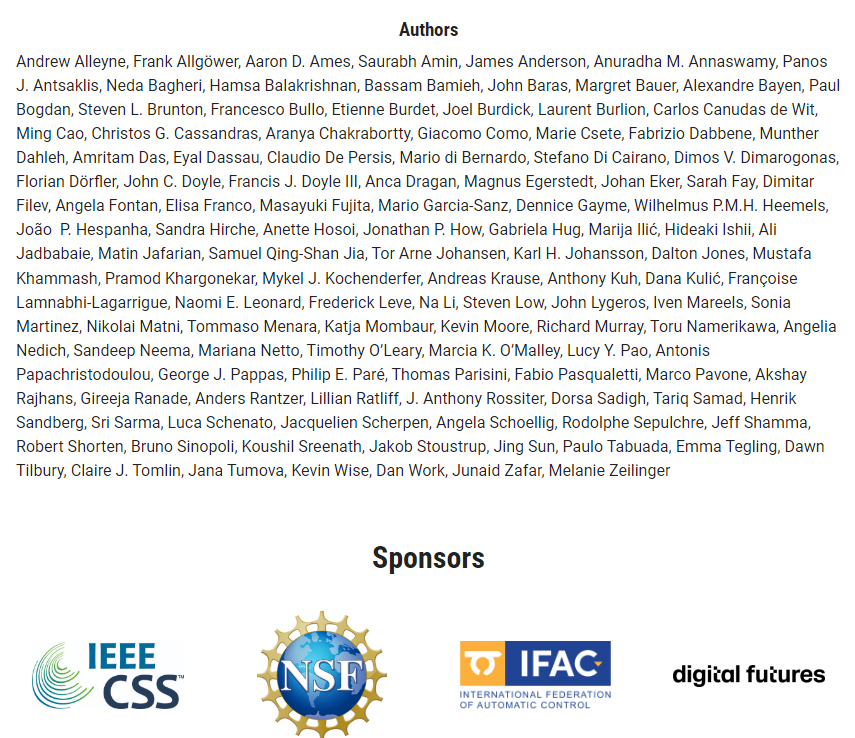 Authors
Andrew Alleyne, Frank Allgöwer, Aaron D. Ames, Saurabh Amin, James Anderson, Anuradha M. Annaswamy, Panos
J. Antsaklis, Neda Bagheri, Hamsa Balakrishnan, Bassam Bamieh, John Baras, Margret Bauer, Alexandre Bayen, Paul
Bogdan, Steven L. Brunton, Francesco Bullo, Etienne Burdet, Joel Burdick, Laurent Burlion, Carlos Canudas de Wit,
Ming Cao, Christos G. Cassandras, Aranya Chakrabortty, Giacomo Como, Marie Csete, Fabrizio Dabbene, Munther
Dahleh, Amritam Das, Eyal Dassau, Claudio De Persis, Mario di Bernardo, Stefano Di Cairano, Dimos V. Dimarogonas,
Florian Dörfler, John C. Doyle, Francis J. Doyle III, Anca Dragan, Magnus Egerstedt, Johan Eker, Sarah Fay, Dimitar
Filev, Angela Fontan, Elisa Franco, Masayuki Fujita, Mario Garcia-Sanz, Dennice Gayme, Wilhelmus P.M.H. Heemels,
João  P. Hespanha, Sandra Hirche, Anette Hosoi, Jonathan P. How, Gabriela Hug, Marija Ilić, Hideaki Ishii, Ali
Jadbabaie, Matin Jafarian, Samuel Qing-Shan Jia, Tor Arne Johansen, Karl H. Johansson, Dalton Jones, Mustafa
Khammash, Pramod Khargonekar, Mykel J. Kochenderfer, Andreas Krause, Anthony Kuh, Dana Kulić, Françoise
Lamnabhi-Lagarrigue, Naomi E. Leonard, Frederick Leve, Na Li, Steven Low, John Lygeros, Iven Mareels, Sonia
Martinez, Nikolai Matni, Tommaso Menara, Katja Mombaur, Kevin Moore, Richard Murray, Toru Namerikawa, Angelia
Nedich, Sandeep Neema, Mariana Netto, Timothy O’Leary, Marcia K. O’Malley, Lucy Y. Pao, Antonis
Papachristodoulou, George J. Pappas, Philip E. Paré, Thomas Parisini, Fabio Pasqualetti, Marco Pavone, Akshay
Rajhans, Gireeja Ranade, Anders Rantzer, Lillian Ratliff, J. Anthony Rossiter, Dorsa Sadigh, Tariq Samad, Henrik
Sandberg, Sri Sarma, Luca Schenato, Jacquelien Scherpen, Angela Schoellig, Rodolphe Sepulchre, Jeff Shamma,
Robert Shorten, Bruno Sinopoli, Koushil Sreenath, Jakob Stoustrup, Jing Sun, Paulo Tabuada, Emma Tegling, Dawn
Tilbury, Claire J. Tomlin, Jana Tumova, Kevin Wise, Dan Work, Junaid Zafar, Melanie Zeilinger
Sponsors
IEEE
CSS™
NSF
IFAC
INTERNATIONAL FEDERATION
OF AUTOMATIC CONTROL
digital futures